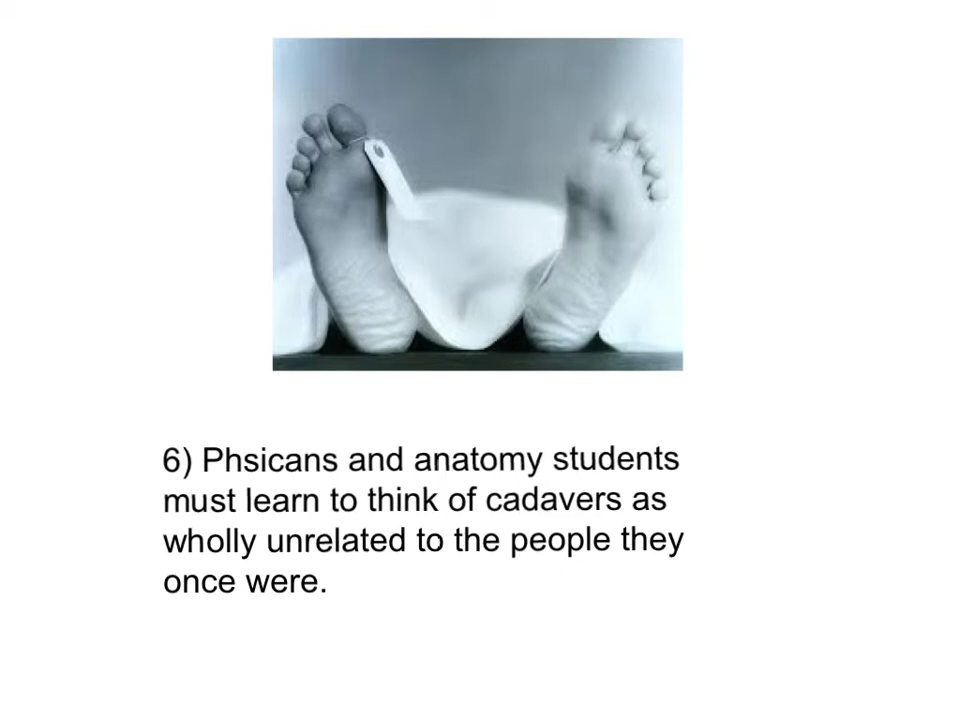 6) Phsicans and anatomy students
must learn to think of cadavers as
wholly unrelated to the people they
once were.